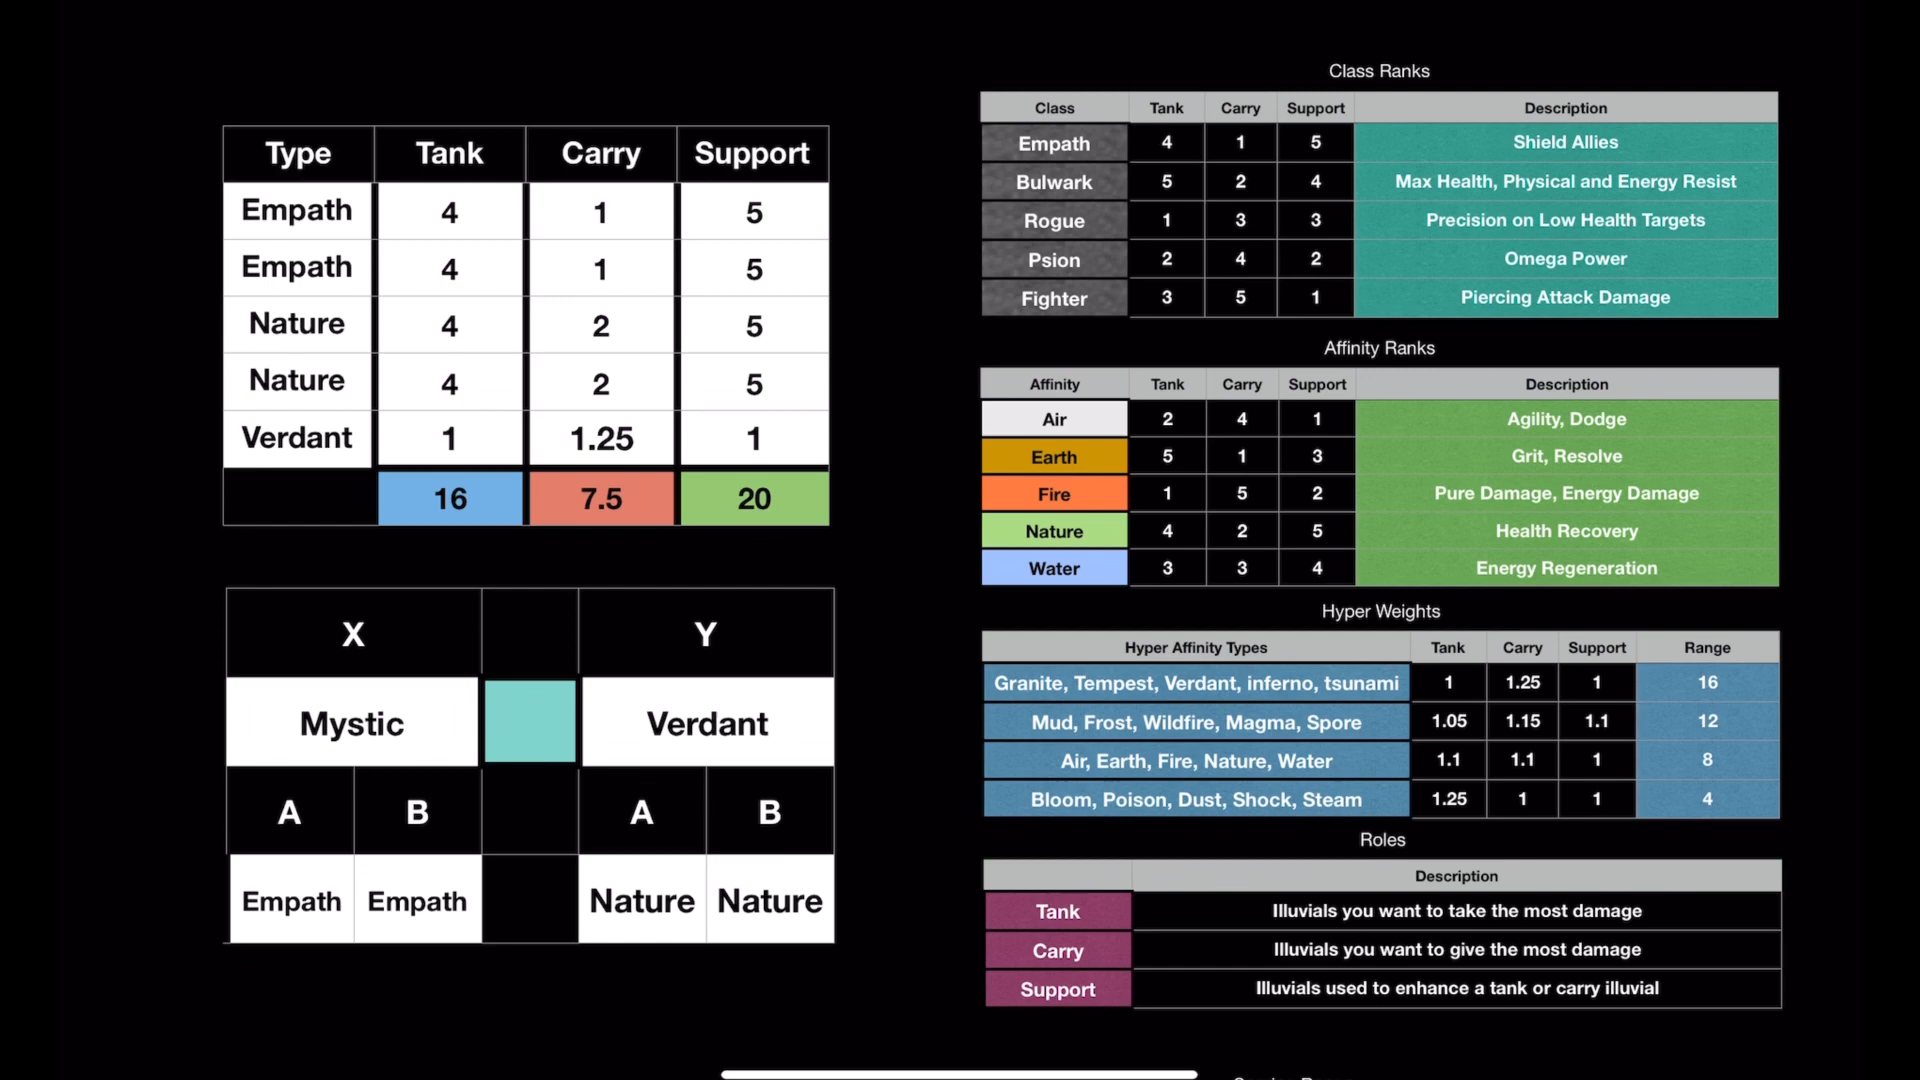 Type Tank Carry Support
Empath 4 1 5
Empath 4 1 5
Nature 4 2 5
Nature 4 2 5
Verdant 1 1.25 1
16 7.5 20
X Y
Mystic Verdant
A B A B
Empath Empath Nature Nature
Class Ranks
Class Tank Carry Support Description
Empath 4 1 5 Shield Allies
Bulwark 5 2 4 Max Health, Physical and Energy Resist
Rogue 1 3 3 Precision on Low Health Targets
Psion 2 4 2 Omega Power
Fighter 3 5 1 Piercing Attack Damage
Affinity Ranks
Affinity Tank Carry Support Description
Air 2 4 1 Agility, Dodge
Earth 5 1 3 Grit, Resolve
Fire 1 5 2 Pure Damage, Energy Damage
Nature 4 2 5 Health Recovery
Water 3 3 4 Energy Regeneration
Hyper Weights
Hyper Affinity Types Tank Carry Support Range
Granite, Tempest, Verdant, inferno, tsunami 1 1.25 1 16
Mud, Frost, Wildfire, Magma, Spore 1.05 1.15 1.1 12
Air, Earth, Fire, Nature, Water 1.1 1.1 1 8
Bloom, Poison, Dust, Shock, Steam 1.25 1 1 4
Roles
Description
Tank Illuvials you want to take the most damage
Carry Illuvials you want to give the most damage
Support Illuvials used to enhance a tank or carry illuvial